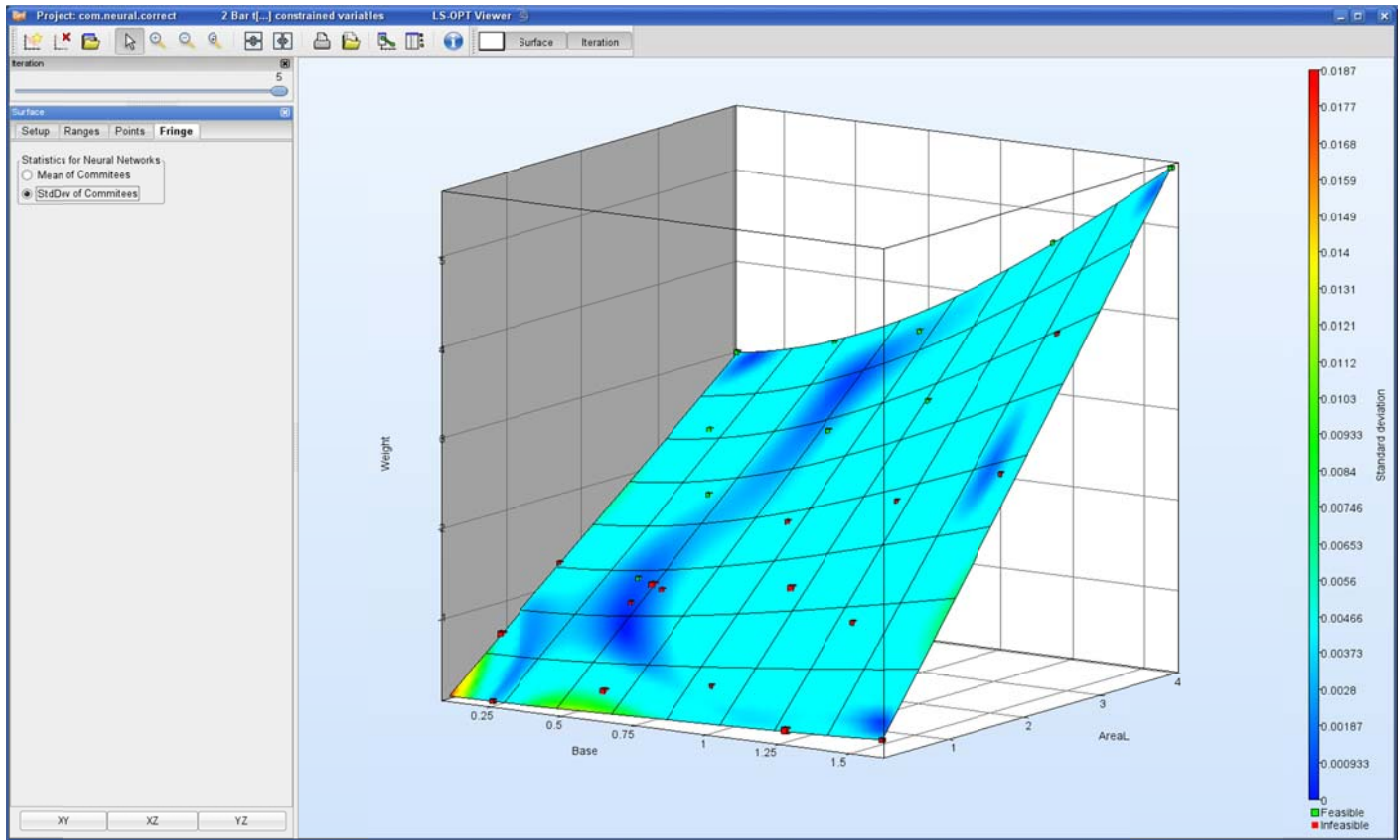 Project: com.neural.correct 2 Bar t[...] constrained variatles LS-OPT Viewer
Surface Iteration
Iteration
5
Surface
Setup Ranges Points Fringe
Statistics for Neural Networks
Mean of Commitees
StdDev of Commitees
XY XZ YZ
Weight
5
4
3
2
1
0.25
0.5
0.75
1
1.25
1.5
Base
1
2
3
4
AreaL
0.0187
0.0177
0.0168
0.0159
0.0149
0.014
0.0131
0.0121
0.0112
0.0103
0.00933
0.0084
0.00746
0.00653
0.0056
0.00466
0.00373
0.0028
0.00187
0.000933
0
Standard deviation
Feasible
Infeasible